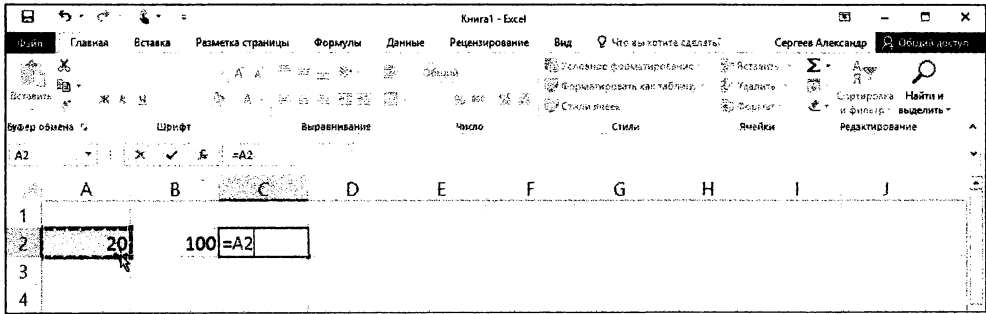 Книга1 - Excel
Файл Главная Вставка Разметка страницы Формулы Данные Рецензирование Вид Что вы хотите сделать? Сергеев Александр Общий доступ
Вставить
Ж К Ч
Общий
% 000
Условное форматирование
Форматировать как таблицу
Стили ячеек
Вставить
Удалить
Формат
Σ
Сортировка и фильтр
Найти и выделить
Буфер обмена Шрифт Выравнивание Число Стили Ячейки Редактирование
A2 fx =A2
A B C D E F G H I J
1
2 20 100 =A2
3
4